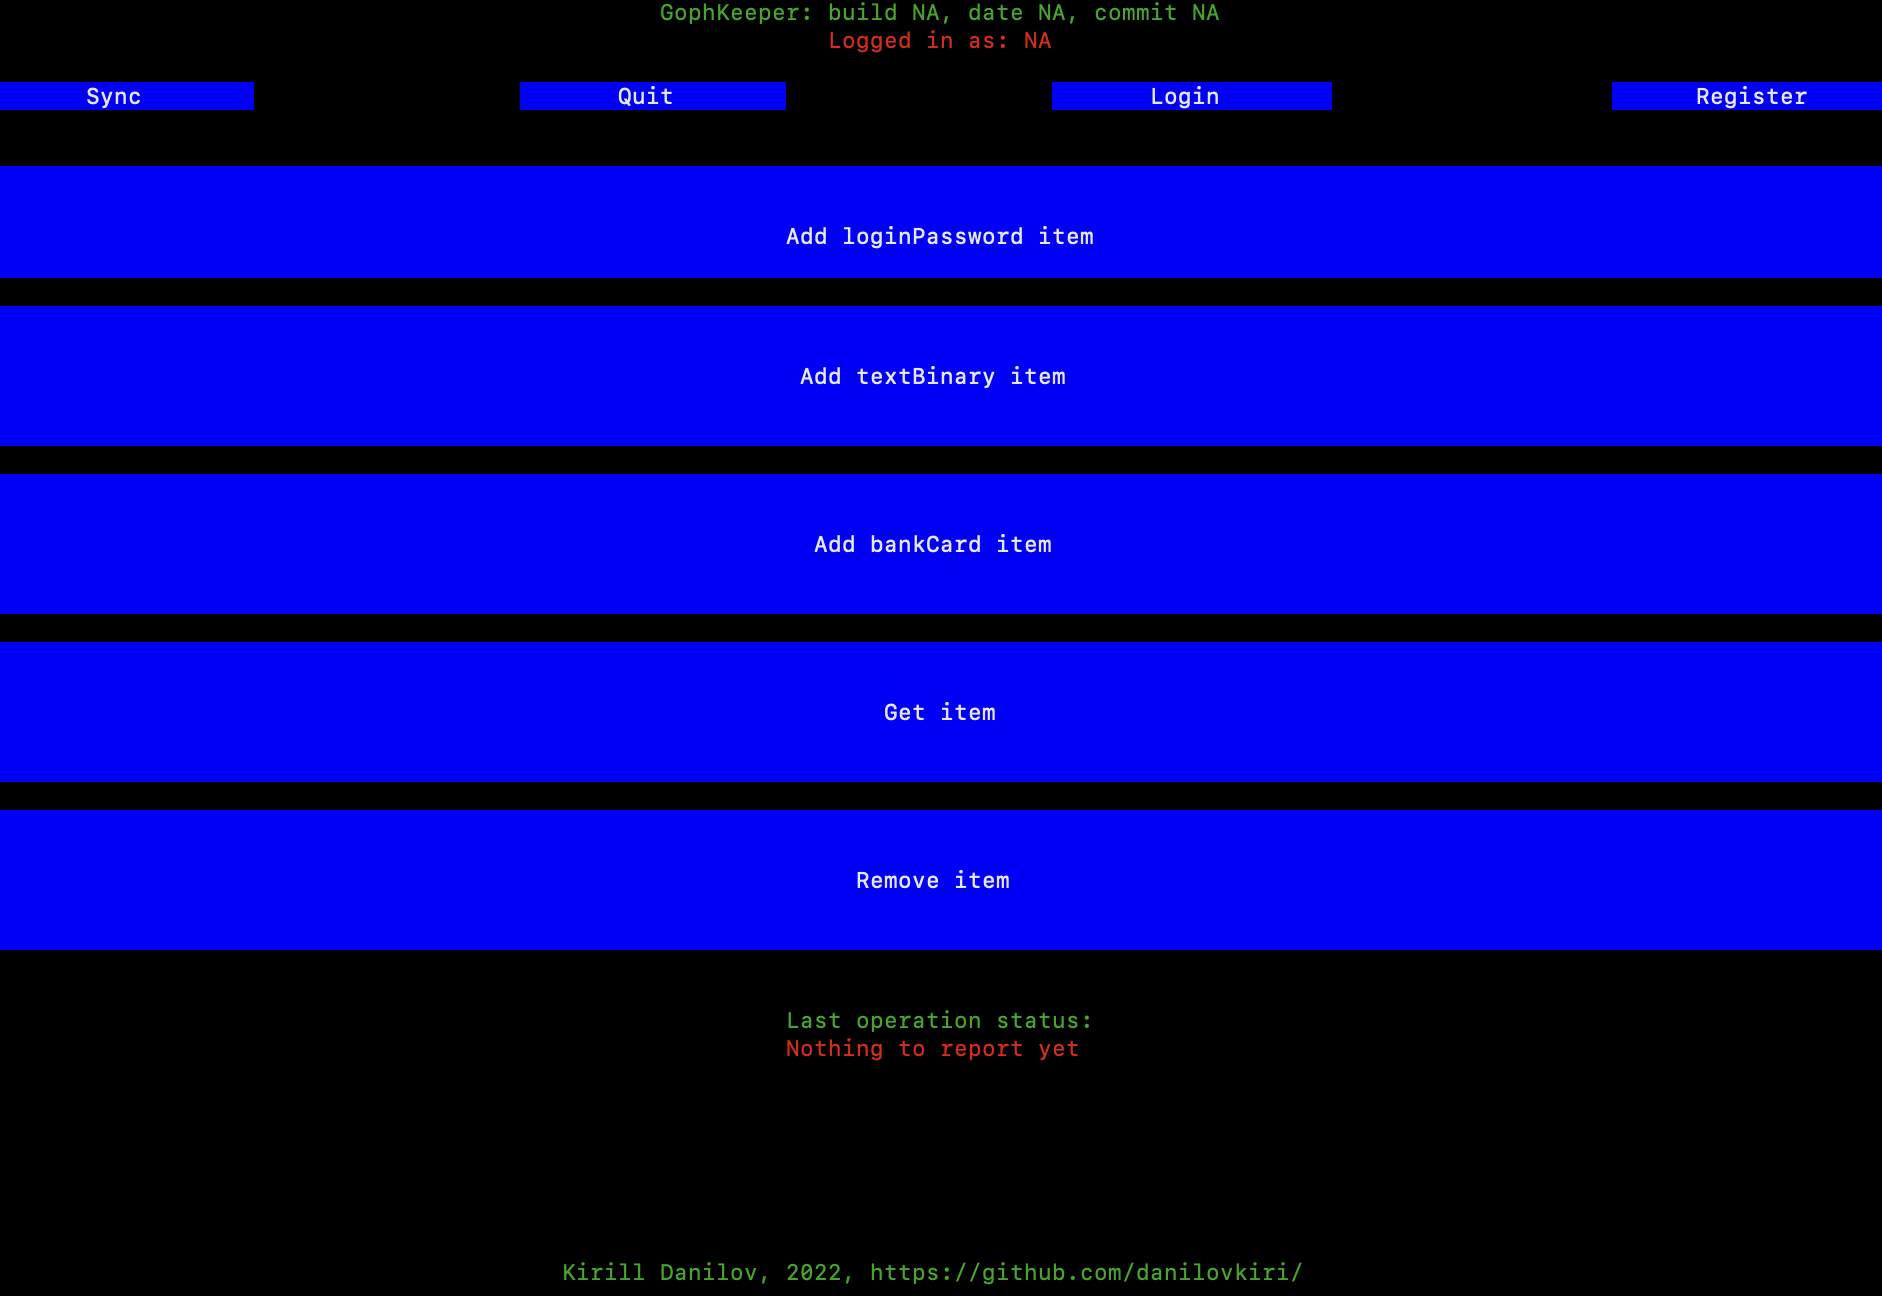 GophKeeper: build NA, date NA, commit NA
Logged in as: NA
Sync Quit Login Register
Add loginPassword item
Add textBinary item
Add bankCard item
Get item
Remove item
Last operation status:
Nothing to report yet
Kirill Danilov, 2022, https://github.com/danilovkiri/